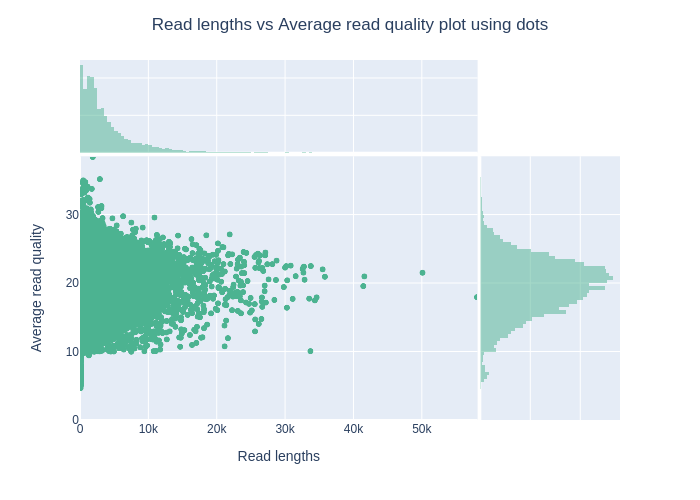 Read lengths vs Average read quality plot using dots
Average read quality
30
20
10
0
0 10k 20k 30k 40k 50k
Read lengths